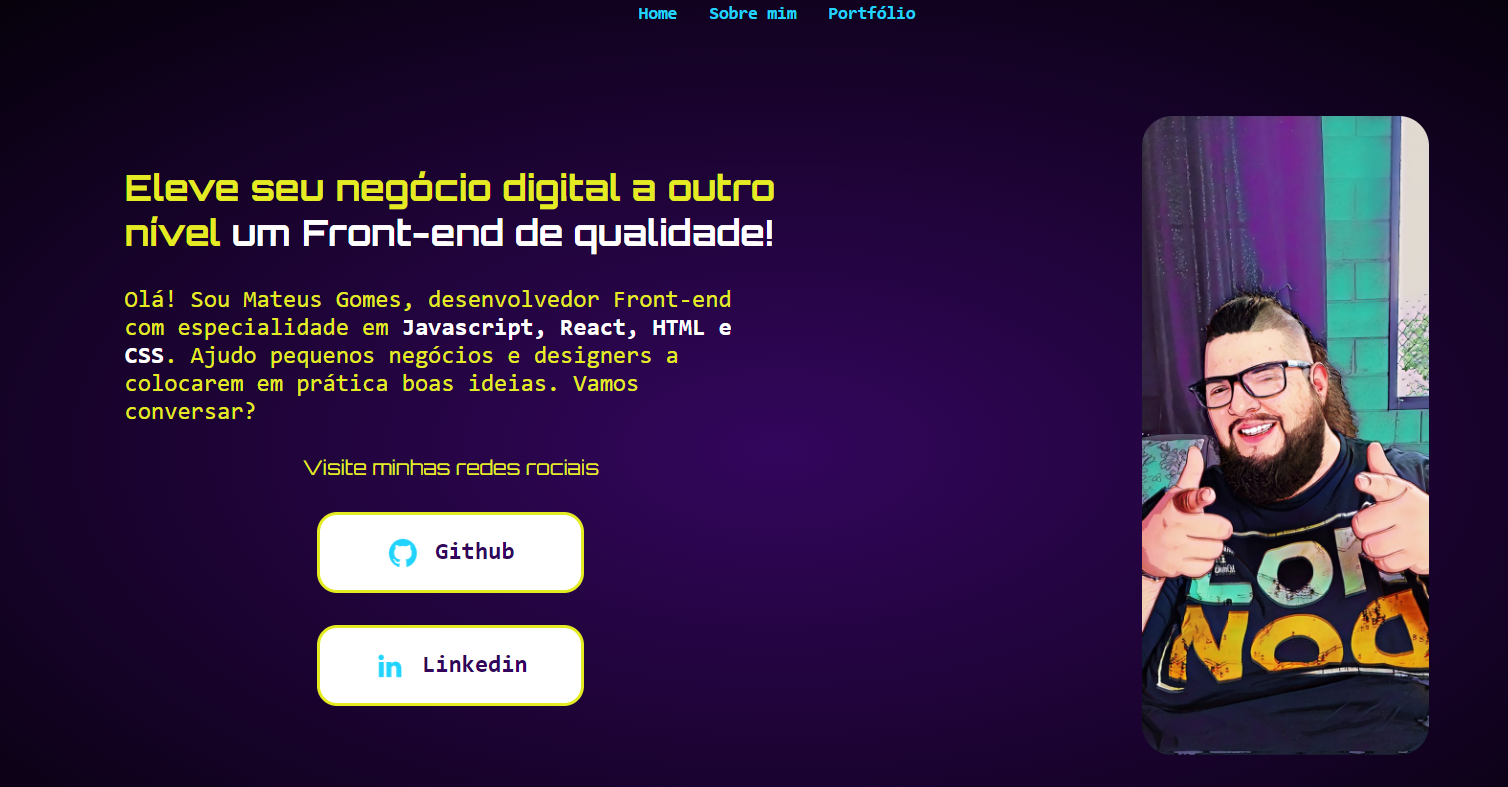 Home Sobre mim Portfólio
Eleve seu negócio digital a outro
nível um Front-end de qualidade!
Olá! Sou Mateus Gomes, desenvolvedor Front-end
com especialidade em Javascript, React, HTML e
CSS. Ajudo pequenos negócios e designers a
colocarem em prática boas ideias. Vamos
conversar?
Visite minhas redes rociais
Github
in Linkedin